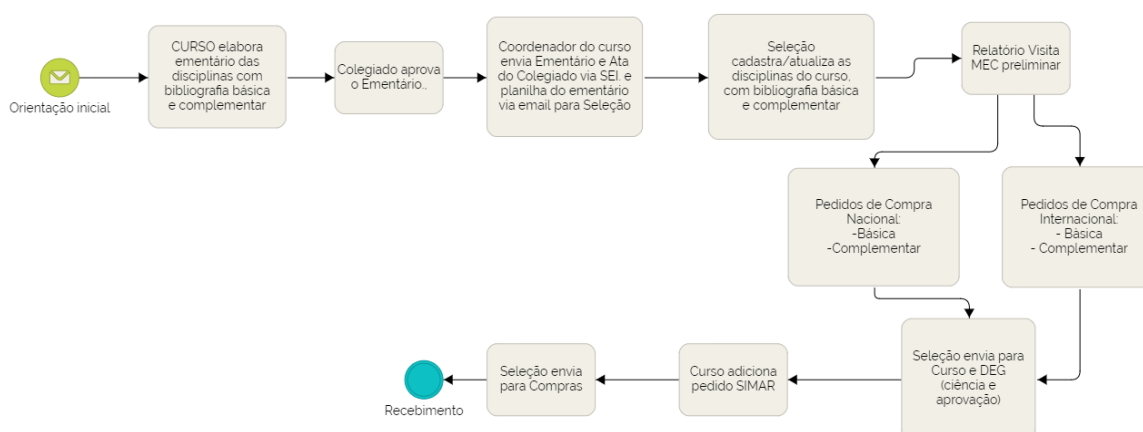 Orientação inicial
CURSO elabora
ementário das
disciplinas com
bibliografia básica
e complementar
Colegiado aprova
o Ementário..
Coordenador do curso
envia Ementário e Ata
do Colegiado via SEI. e
planilha do ementário
via email para Seleção
Seleção
cadastra/atualiza as
disciplinas do curso,
com bibliografia básica
e complementar
Relatório Visita
MEC preliminar
Pedidos de Compra
Nacional:
-Básica
-Complementar
Pedidos de Compra
Internacional:
- Básica
- Complementar
Seleção envia para
Curso e DEG
(ciência e
aprovação)
Curso adiciona
pedido SIMAR
Seleção envia
para Compras
Recebimento